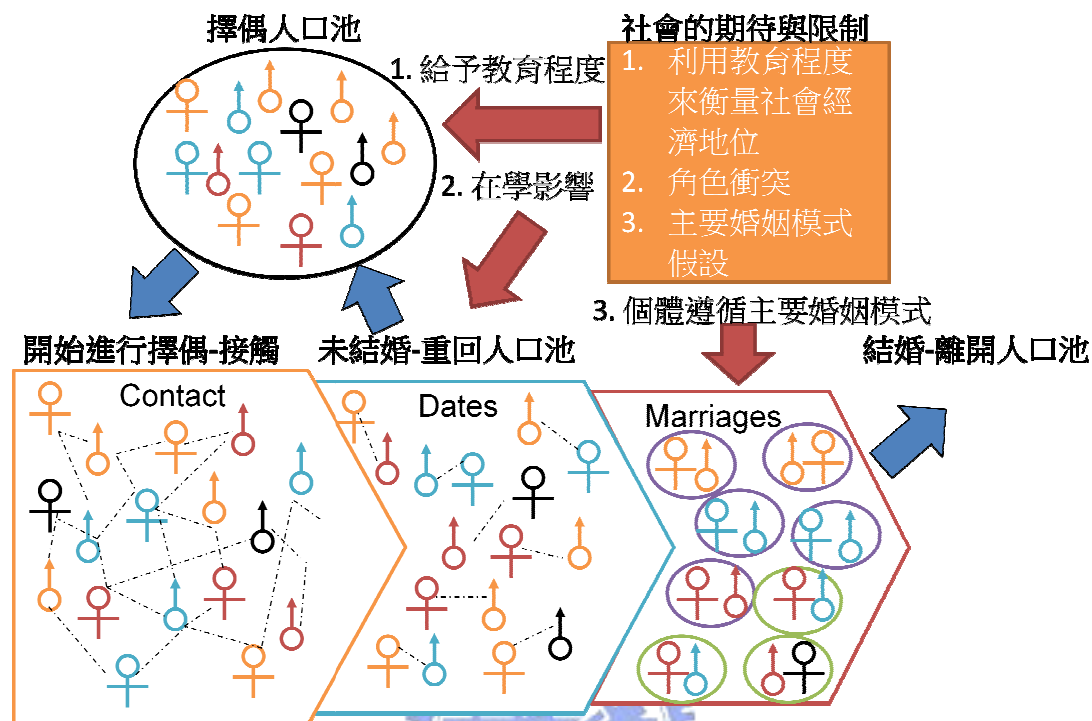 擇偶人口池
社會的期待與限制
1. 給予教育程度
1. 利用教育程度
來衡量社會經
濟地位
2. 角色衝突
3. 主要婚姻模式
假設
2. 在學影響
3. 個體遵循主要婚姻模式
開始進行擇偶-接觸
未結婚-重回人口池
結婚-離開人口池
Contact
Dates
Marriages